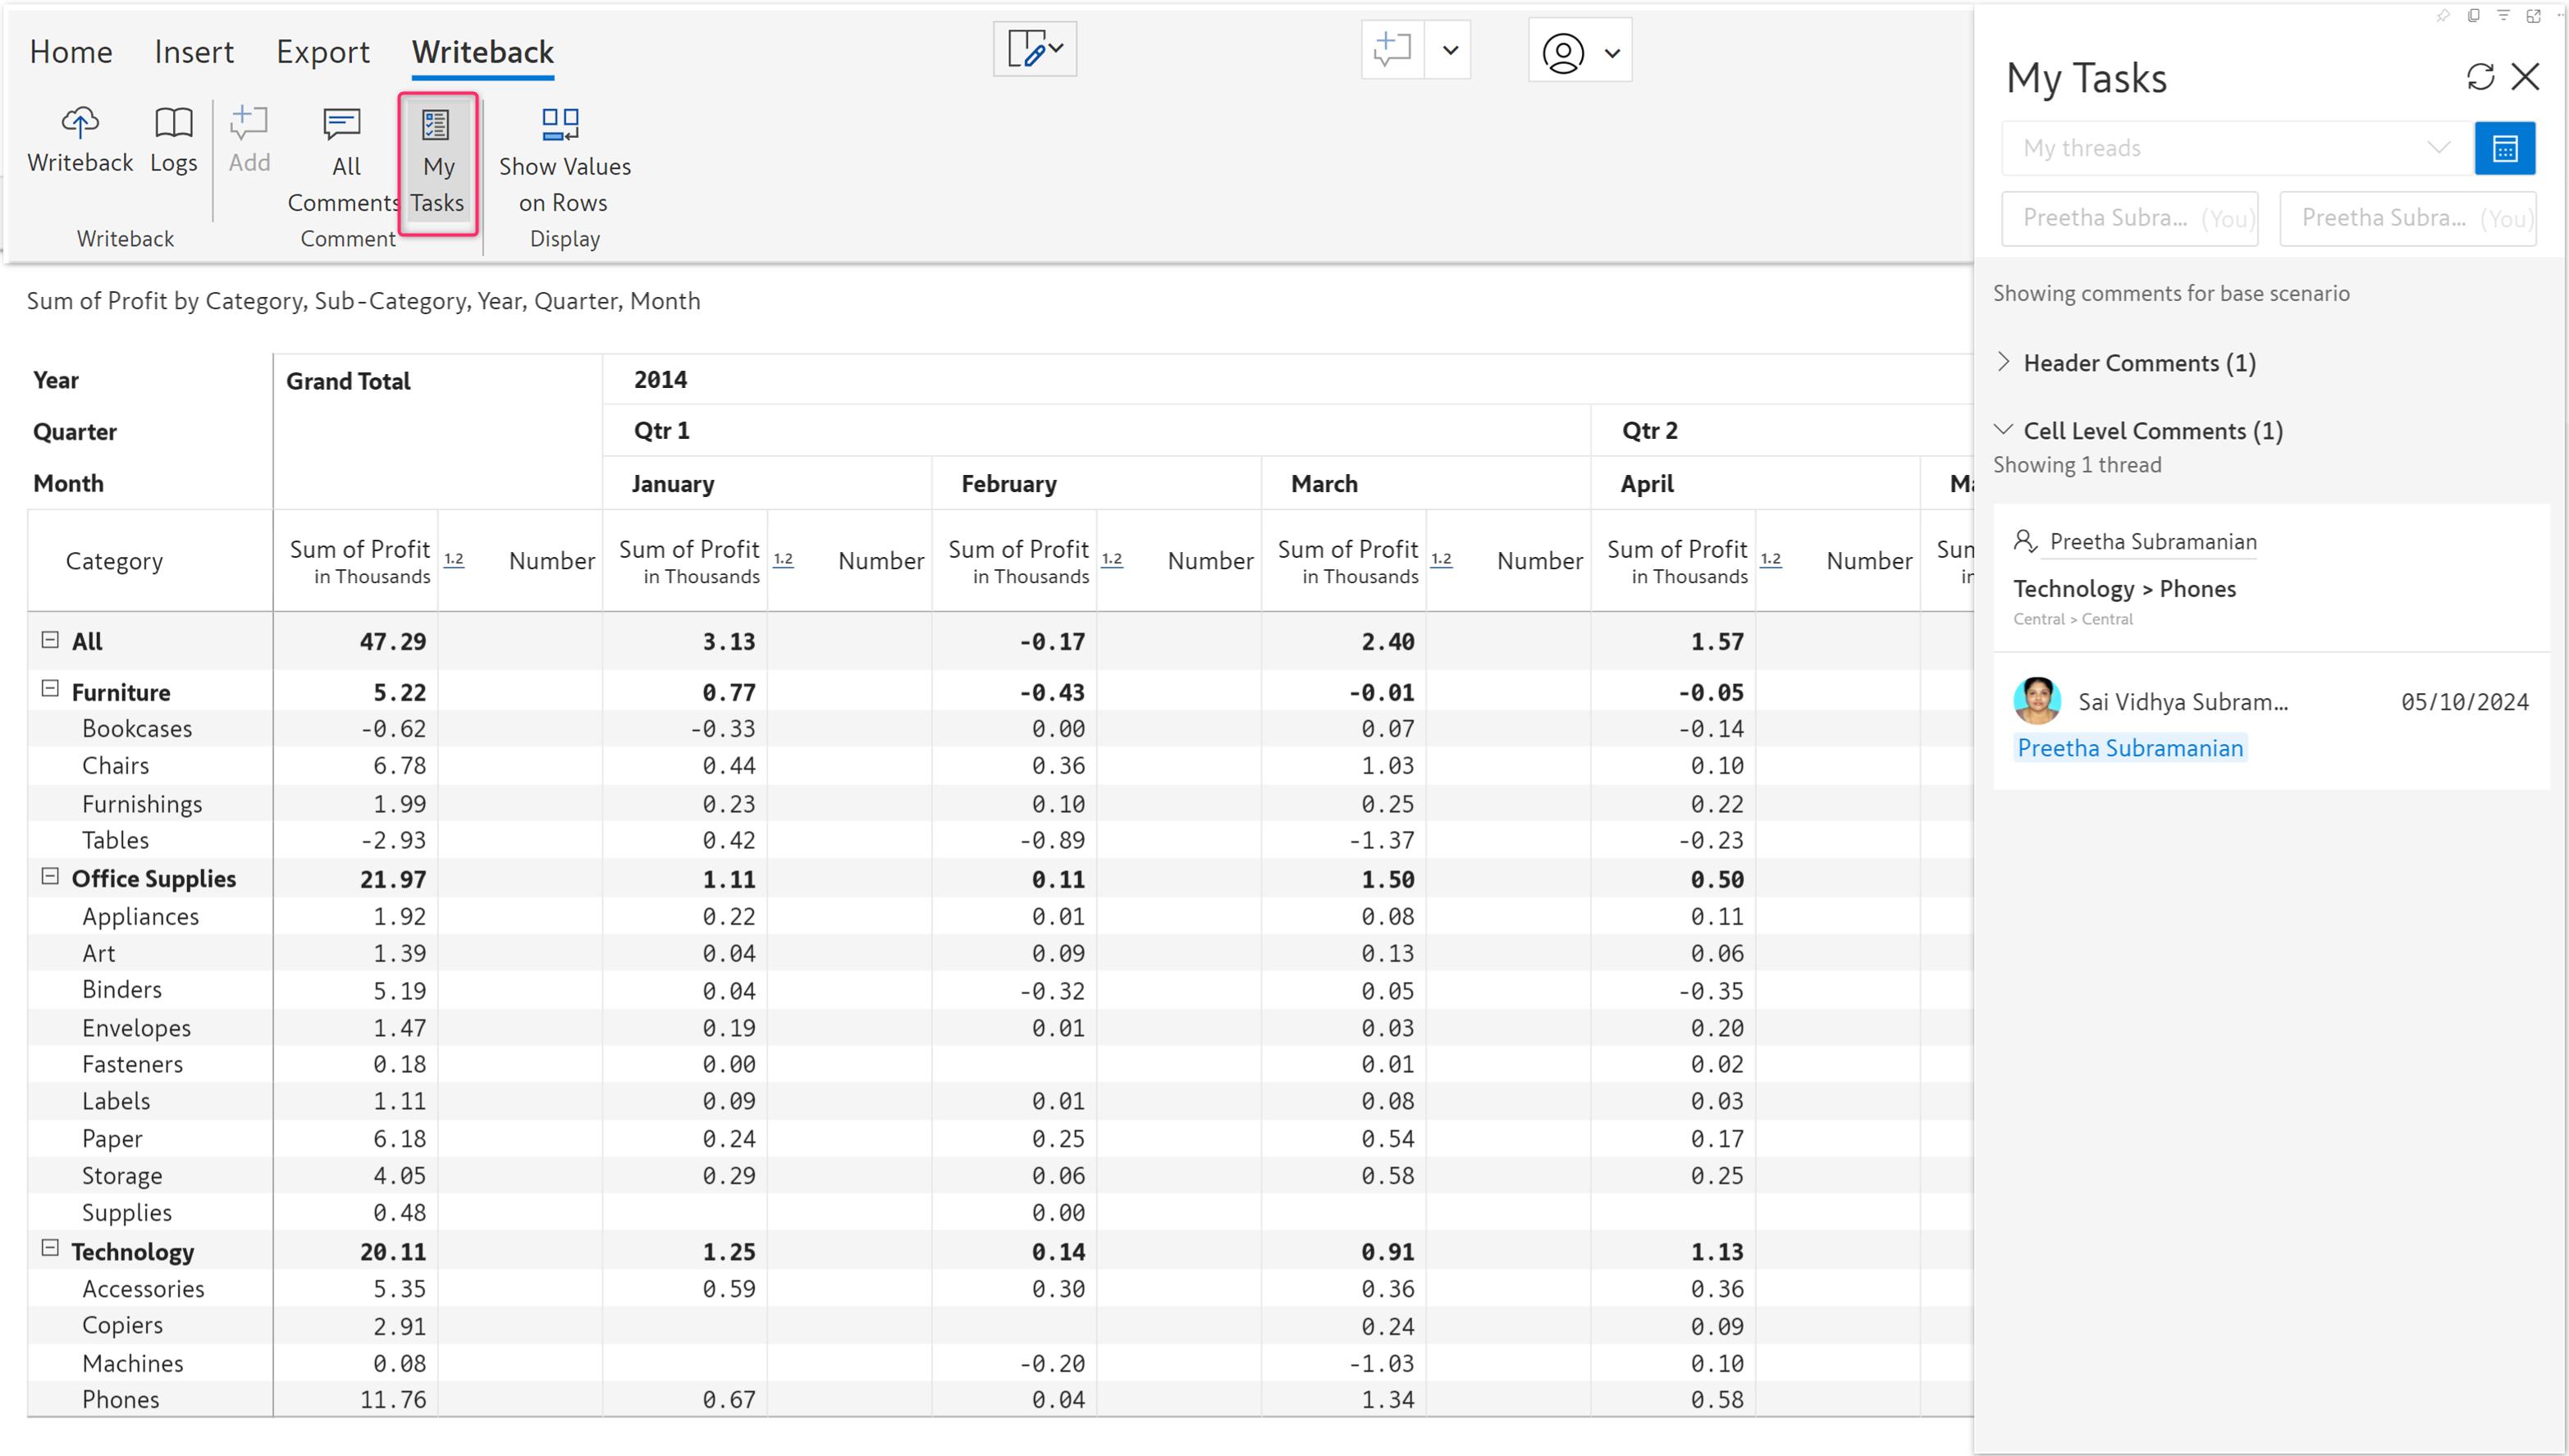 Home Insert Export Writeback
Writeback Logs Add All Comments My Tasks Show Values on Rows
Writeback Comment Display
Sum of Profit by Category, Sub-Category, Year, Quarter, Month
Year Grand Total 2014
Quarter Qtr 1 Qtr 2
Month January February March April Ma
Category Sum of Profit in Thousands 1.2 Number Sum of Profit in Thousands 1.2 Number Sum of Profit in Thousands 1.2 Number Sum of Profit in Thousands 1.2 Number Sum of Profit in Thousands 1.2 Number Sum in
All 47.29 3.13 -0.17 2.40 1.57
Furniture 5.22 0.77 -0.43 -0.01 -0.05
Bookcases -0.62 -0.33 0.00 0.07 -0.14
Chairs 6.78 0.44 0.36 1.03 0.10
Furnishings 1.99 0.23 0.10 0.25 0.22
Tables -2.93 0.42 -0.89 -1.37 -0.23
Office Supplies 21.97 1.11 0.11 1.50 0.50
Appliances 1.92 0.22 0.01 0.08 0.11
Art 1.39 0.04 0.09 0.13 0.06
Binders 5.19 0.04 -0.32 0.05 -0.35
Envelopes 1.47 0.19 0.01 0.03 0.20
Fasteners 0.18 0.00 0.01 0.02
Labels 1.11 0.09 0.01 0.08 0.03
Paper 6.18 0.24 0.25 0.54 0.17
Storage 4.05 0.29 0.06 0.58 0.25
Supplies 0.48 0.00
Technology 20.11 1.25 0.14 0.91 1.13
Accessories 5.35 0.59 0.30 0.36 0.36
Copiers 2.91 0.24 0.09
Machines 0.08 -0.20 -1.03 0.10
Phones 11.76 0.67 0.04 1.34 0.58
My Tasks
My threads
Preetha Subra... (You) Preetha Subra... (You)
Showing comments for base scenario
Header Comments (1)
Cell Level Comments (1)
Showing 1 thread
Preetha Subramanian
Technology > Phones
Central > Central
Sai Vidhya Subram... 05/10/2024
Preetha Subramanian